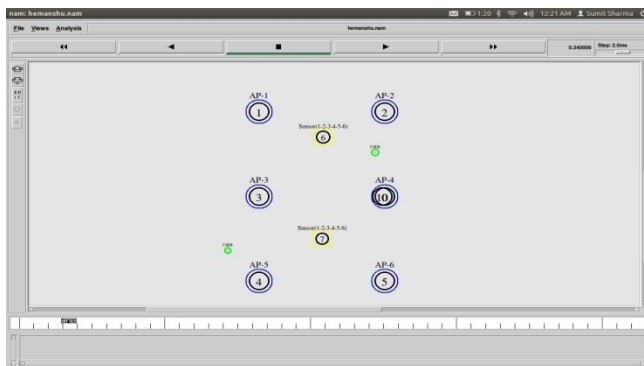 nam: hemanshu.nam
1:20
12:21 AM
Sumit Sharma
File Views Analysis
hemanshu.nam
0.340000
Step: 2.0ms
AP-1
1
AP-2
2
Sensor(1-2-3-4-5-6)
6
AP-3
3
AP-4
10
Sensor(1-2-3-4-5-6)
7
AP-5
4
AP-6
5